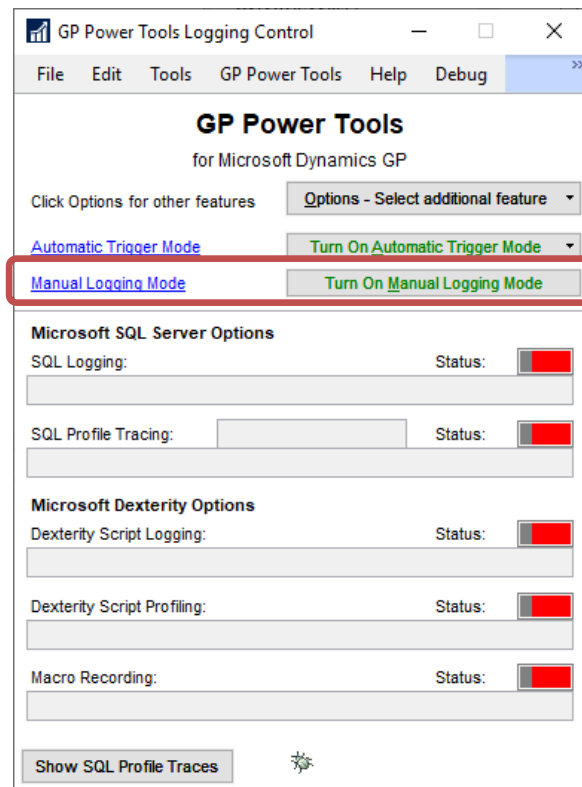 GP Power Tools Logging Control
File Edit Tools GP Power Tools Help Debug
GP Power Tools
for Microsoft Dynamics GP
Click Options for other features Options - Select additional feature
Automatic Trigger Mode Turn On Automatic Trigger Mode
Manual Logging Mode Turn On Manual Logging Mode
Microsoft SQL Server Options
SQL Logging: Status:
SQL Profile Tracing: Status:
Microsoft Dexterity Options
Dexterity Script Logging: Status:
Dexterity Script Profiling: Status:
Macro Recording: Status:
Show SQL Profile Traces